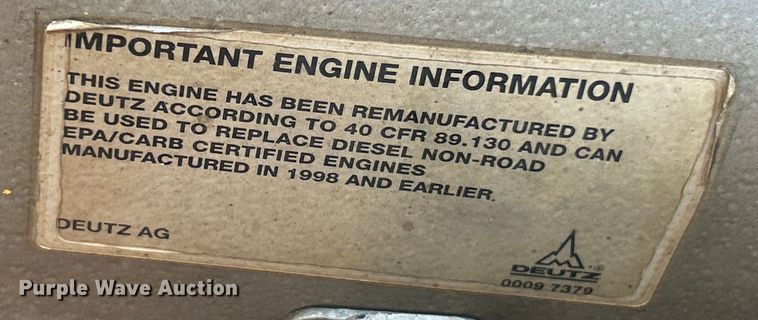 IMPORTANT ENGINE INFORMATION
THIS ENGINE HAS BEEN REMANUFACTURED BY
DEUTZ ACCORDING TO 40 CFR 89.130 AND CAN
BE USED TO REPLACE DIESEL NON-ROAD
EPA/CARB CERTIFIED ENGINES
MANUFACTURED IN 1998 AND EARLIER.
DEUTZ AG
DEUTZ ®
0009 7379
Purple Wave Auction